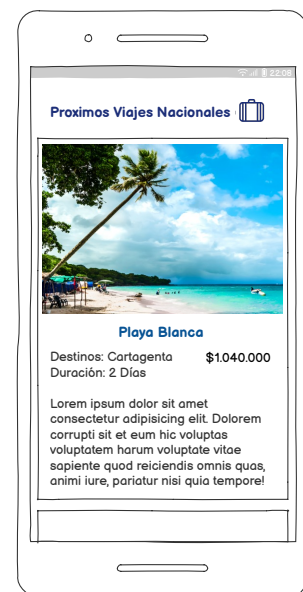 22:08
Proximos Viajes Nacionales
Playa Blanca
Destinos: Cartagenta $1.040.000
Duración: 2 Días
Lorem ipsum dolor sit amet
consectetur adipisicing elit. Dolorem
corrupti sit et eum hic voluptas
voluptatem harum voluptate vitae
sapiente quod reiciendis omnis quas,
animi iure, pariatur nisi quia tempore!